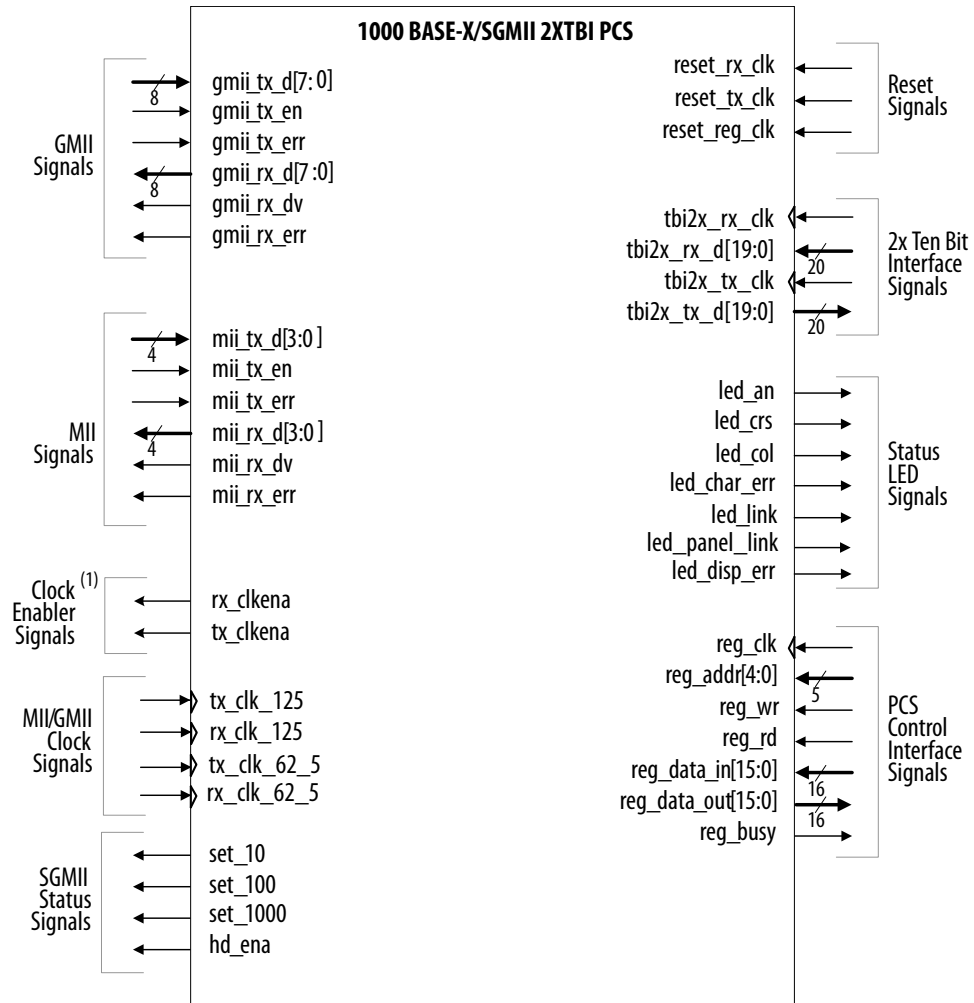 1000 BASE-X/SGMII 2XTBI PCS
GMII
Signals
8
gmii_tx_d[7:0]
gmii_tx_en
gmii_tx_err
8
gmii_rx_d[7:0]
gmii_rx_dv
gmii_rx_err
MII
Signals
4
mii_tx_d[3:0]
mii_tx_en
mii_tx_err
4
mii_rx_d[3:0]
mii_rx_dv
mii_rx_err
Clock (1)
Enabler
Signals
rx_clkena
tx_clkena
MII/GMII
Clock
Signals
tx_clk_125
rx_clk_125
tx_clk_62_5
rx_clk_62_5
SGMII
Status
Signals
set_10
set_100
set_1000
hd_ena
reset_rx_clk
reset_tx_clk
reset_reg_clk
Reset
Signals
tbi2x_rx_clk
tbi2x_rx_d[19:0]
20
tbi2x_tx_clk
tbi2x_tx_d[19:0]
20
2x Ten Bit
Interface
Signals
led_an
led_crs
led_col
led_char_err
led_link
led_panel_link
led_disp_err
Status
LED
Signals
reg_clk
reg_addr[4:0]
5
reg_wr
reg_rd
reg_data_in[15:0]
16
reg_data_out[15:0]
16
reg_busy
PCS
Control
Interface
Signals